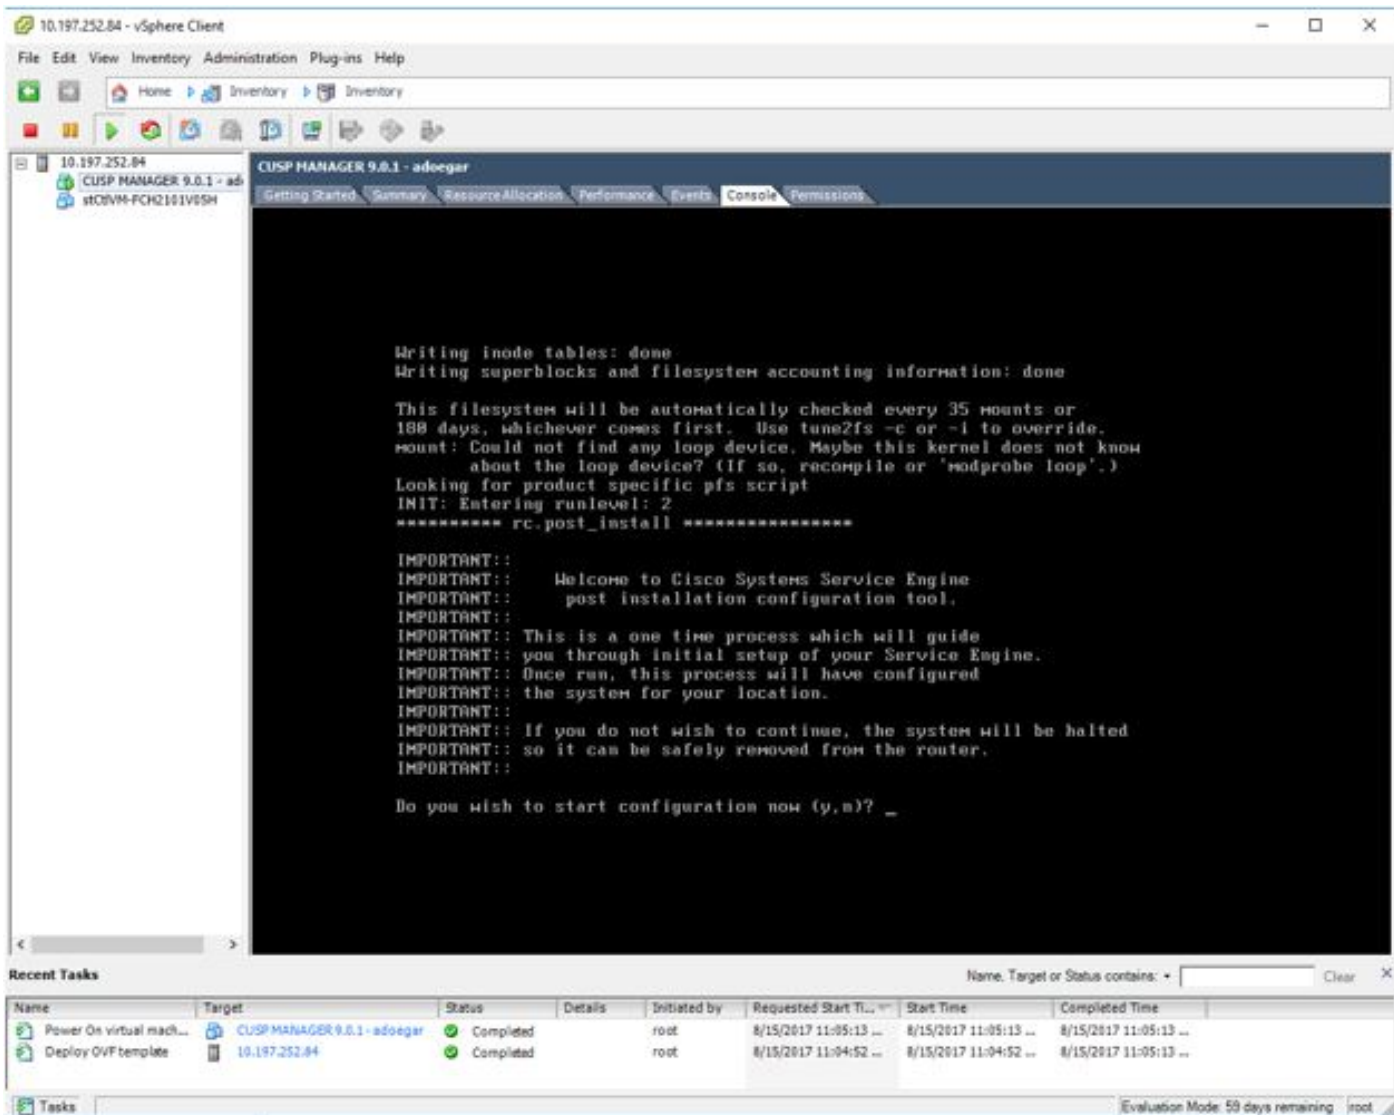 10.197.252.84 - vSphere Client
File Edit View Inventory Administration Plug-ins Help
Home Inventory Inventory
10.197.252.84
CUSP MANAGER 9.0.1 - ado
stCtlVM-FCH2101V0SH
CUSP MANAGER 9.0.1 - adoegar
Getting Started Summary Resource Allocation Performance Events Console Permissions
Writing inode tables: done
Writing superblocks and filesystem accounting information: done
This filesystem will be automatically checked every 35 mounts or
180 days, whichever comes first. Use tune2fs -c or -i to override.
mount: Could not find any loop device. Maybe this kernel does not know
about the loop device? (If so, recompile or 'modprobe loop'.)
Looking for product specific pfs script
INIT: Entering runlevel: 2
********** rc.post_install ****************
IMPORTANT::
IMPORTANT:: Welcome to Cisco Systems Service Engine
IMPORTANT:: post installation configuration tool.
IMPORTANT::
IMPORTANT:: This is a one time process which will guide
IMPORTANT:: you through initial setup of your Service Engine.
IMPORTANT:: Once run, this process will have configured
IMPORTANT:: the system for your location.
IMPORTANT::
IMPORTANT:: If you do not wish to continue, the system will be halted
IMPORTANT:: so it can be safely removed from the router.
IMPORTANT::
Do you wish to start configuration now (y,n)? _
Recent Tasks Name, Target or Status contains: Clear
Name Target Status Details Initiated by Requested Start Ti... Start Time Completed Time
Power On virtual mach... CUSP MANAGER 9.0.1 - adoegar Completed root 8/15/2017 11:05:13 ... 8/15/2017 11:05:13 ... 8/15/2017 11:05:13 ...
Deploy OVF template 10.197.252.84 Completed root 8/15/2017 11:04:52 ... 8/15/2017 11:04:52 ... 8/15/2017 11:05:13 ...
Tasks Evaluation Mode: 59 days remaining root